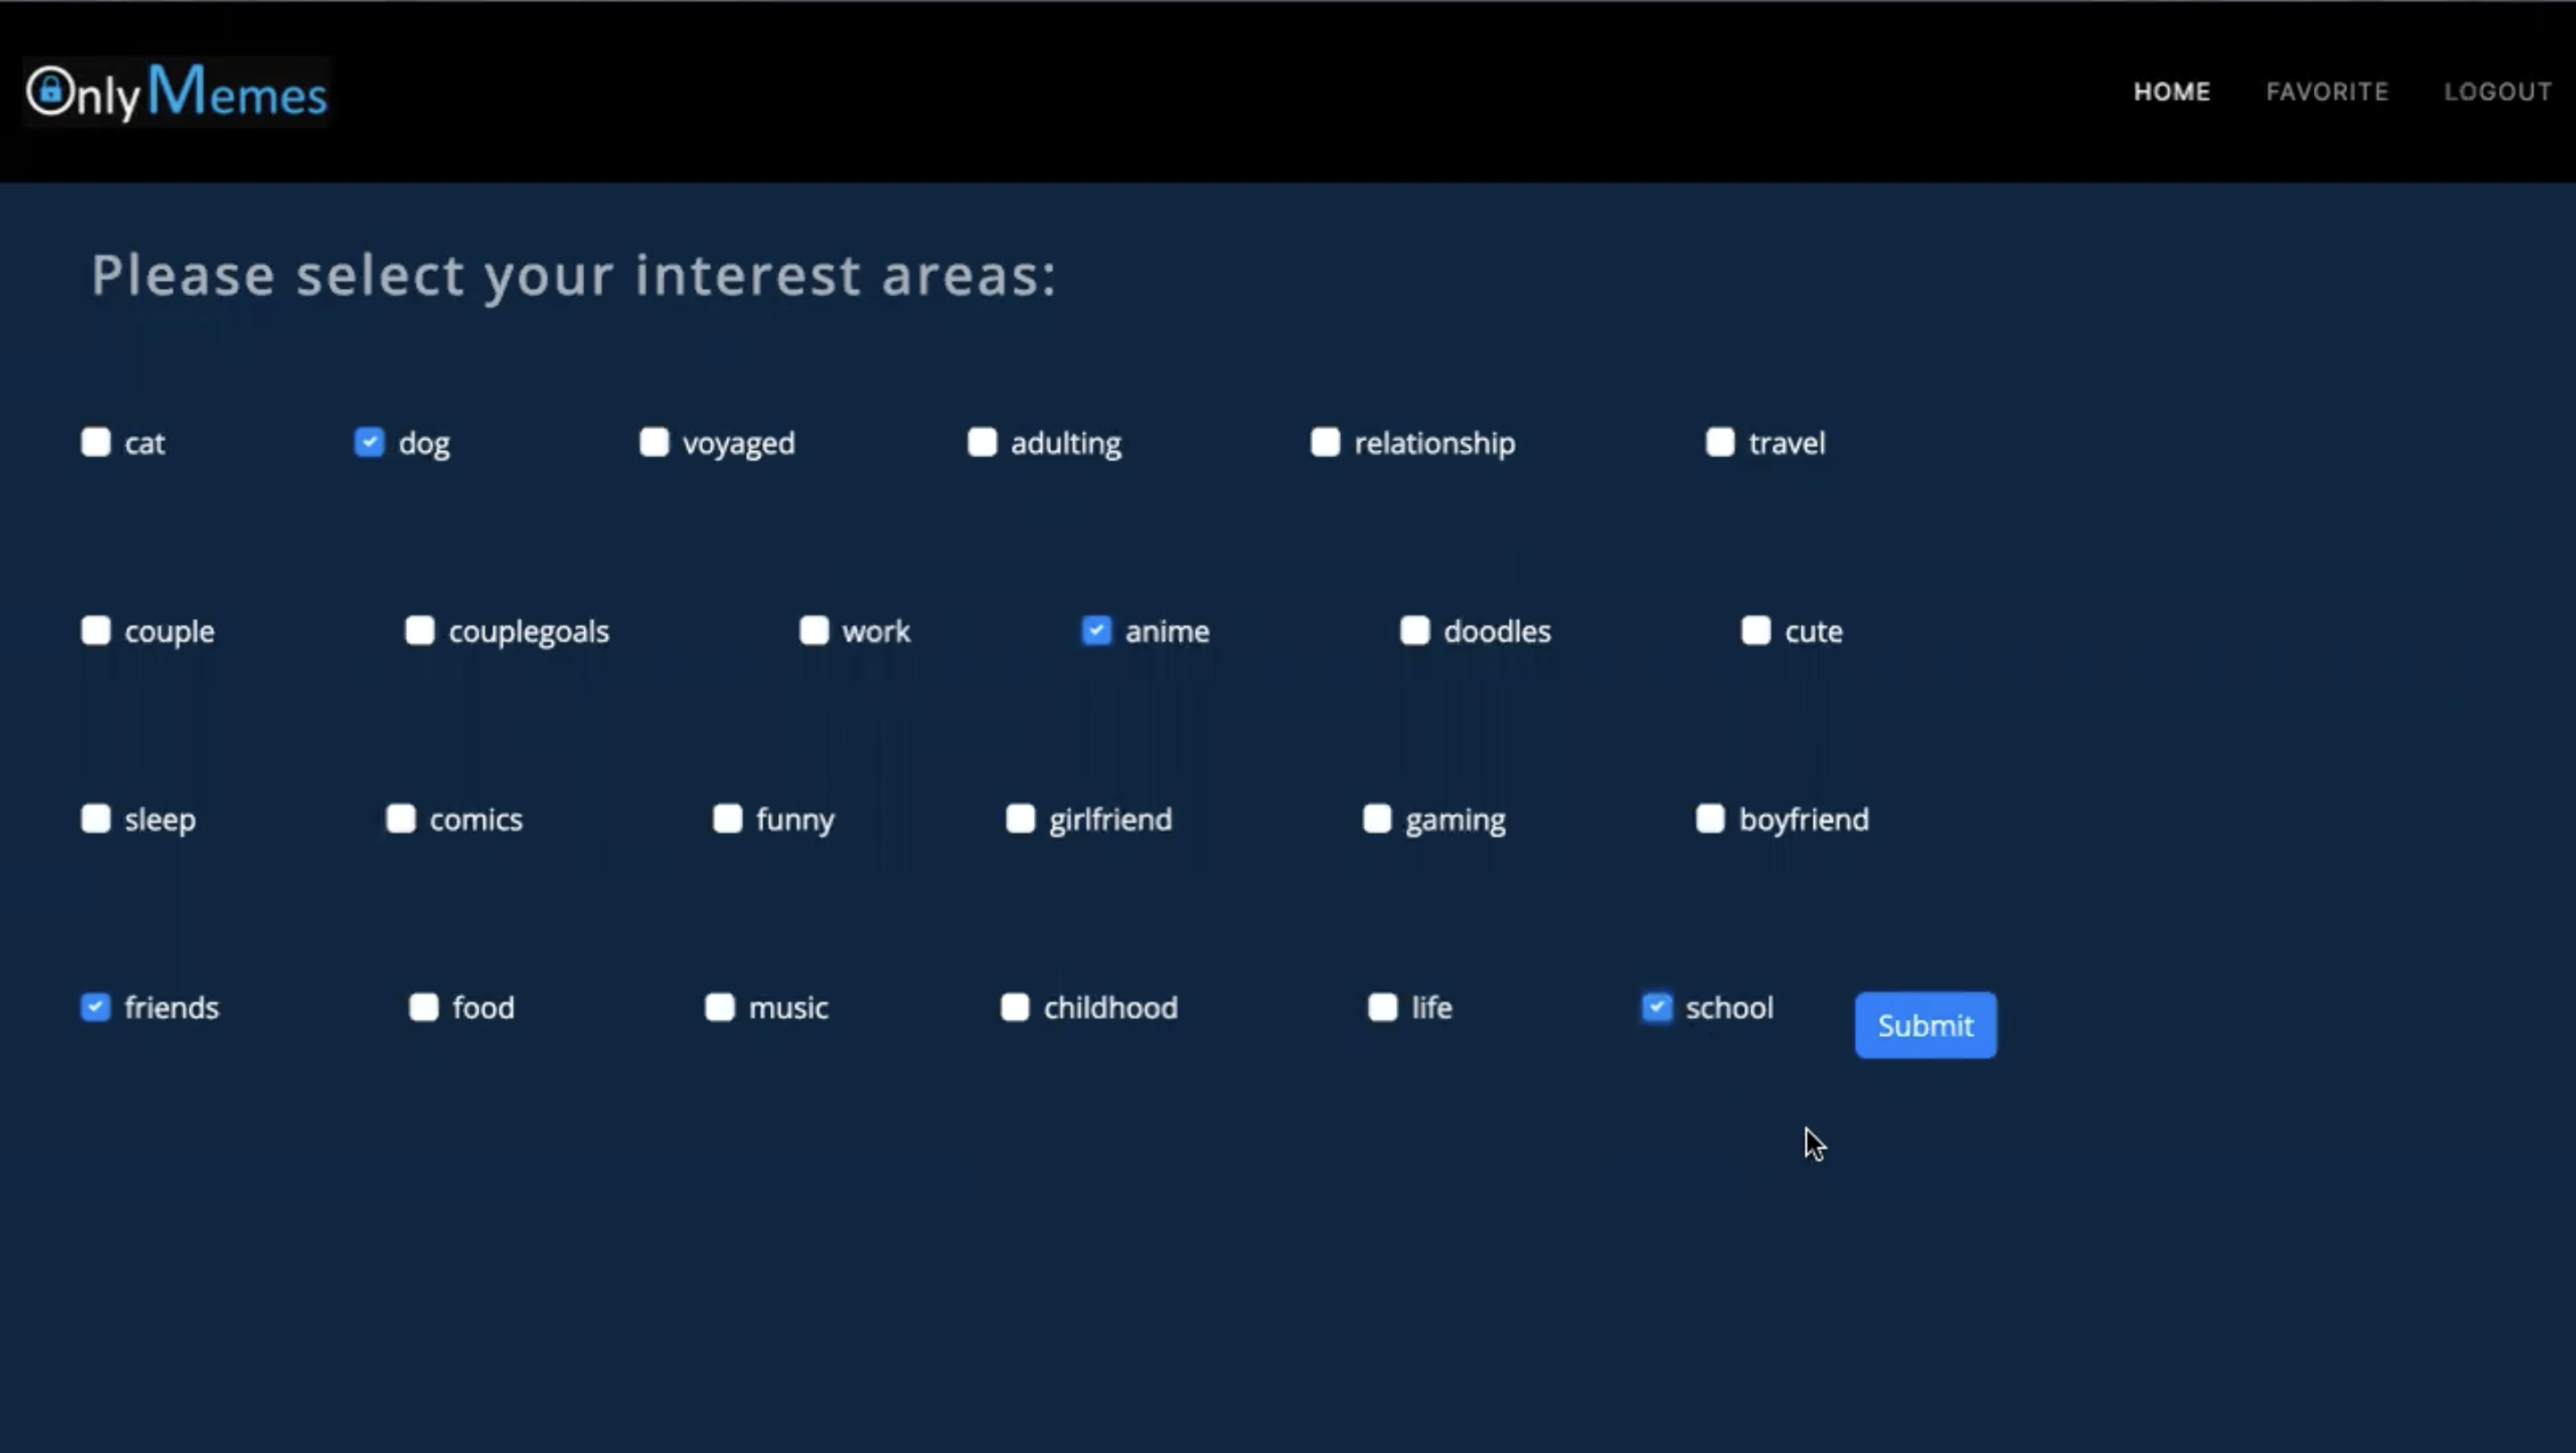 OnlyMemes HOME FAVORITE LOGOUT
Please select your interest areas:
cat dog voyaged adulting relationship travel
couple couplegoals work anime doodles cute
sleep comics funny girlfriend gaming boyfriend
friends food music childhood life school Submit